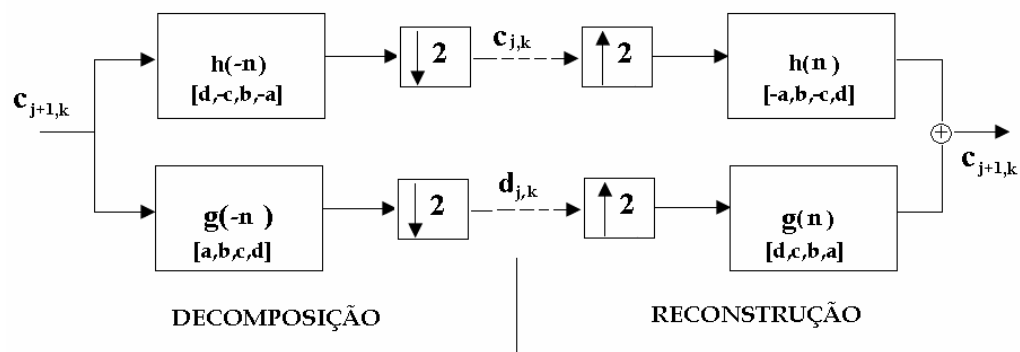 c j+1,k
h(-n)
[d,-c,b,-a]
2
c j,k
2
h(n)
[-a,b,-c,d]
+
c j+1,k
g(-n )
[a,b,c,d]
2
d j,k
2
g(n)
[d,c,b,a]
DECOMPOSIÇÃO
RECONSTRUÇÃO